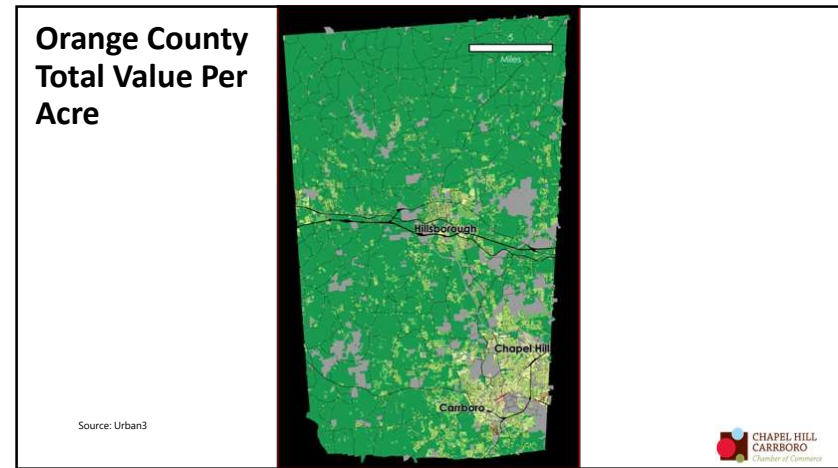 Orange County
Total Value Per
Acre
5
Miles
Hillsborough
Chapel Hill
Carrboro
Source: Urban3
CHAPEL HILL
CARRBORO
Chamber of Commerce